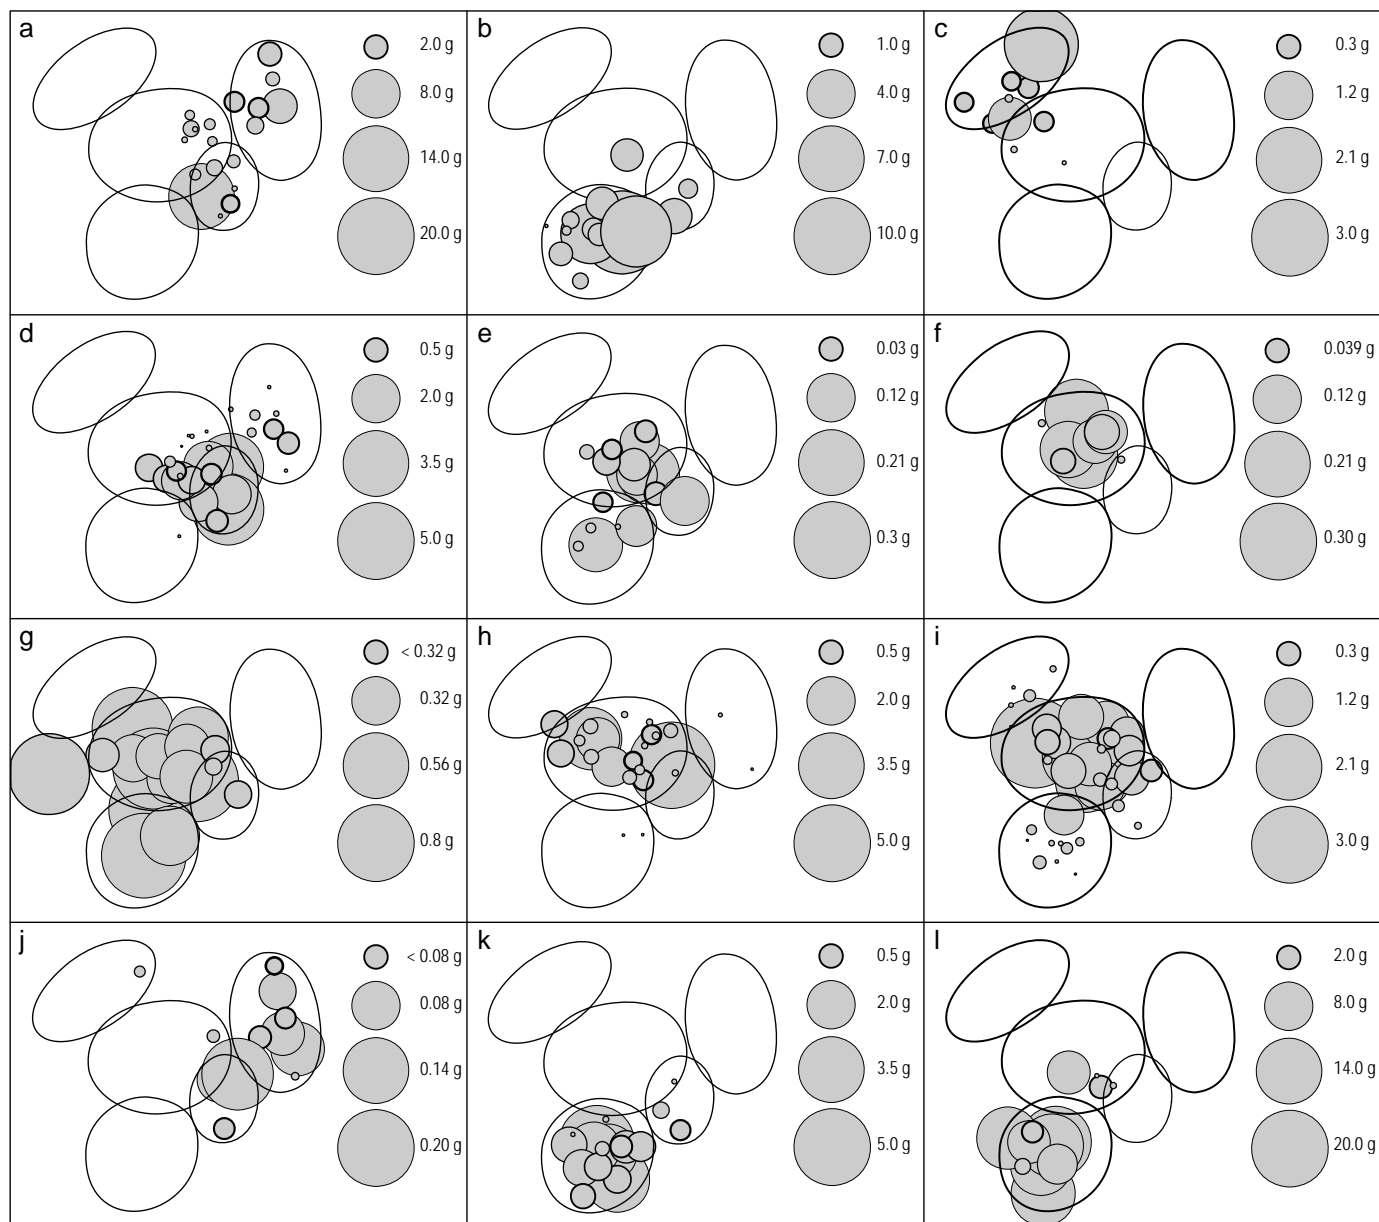 a
2.0 g
8.0 g
14.0 g
20.0 g
b
1.0 g
4.0 g
7.0 g
10.0 g
c
0.3 g
1.2 g
2.1 g
3.0 g
d
0.5 g
2.0 g
3.5 g
5.0 g
e
0.03 g
0.12 g
0.21 g
0.3 g
f
0.039 g
0.12 g
0.21 g
0.30 g
g
< 0.32 g
0.32 g
0.56 g
0.8 g
h
0.5 g
2.0 g
3.5 g
5.0 g
i
0.3 g
1.2 g
2.1 g
3.0 g
j
< 0.08 g
0.08 g
0.14 g
0.20 g
k
0.5 g
2.0 g
3.5 g
5.0 g
l
2.0 g
8.0 g
14.0 g
20.0 g